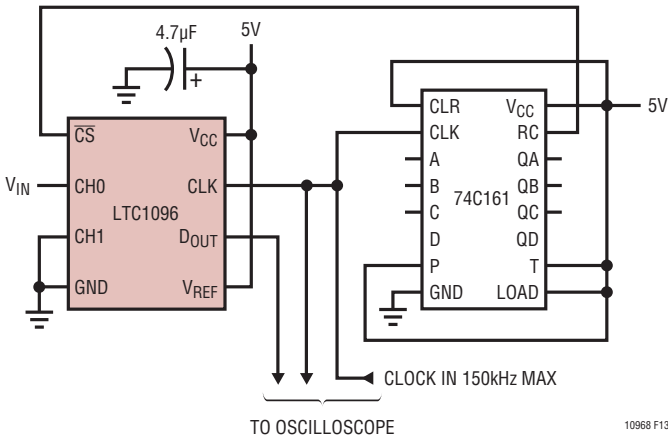 4.7µF
5V
+
CS
VCC
VIN
CH0
CLK
LTC1096
CH1
DOUT
GND
VREF
CLR
VCC
5V
CLK
RC
A
QA
B
QB
74C161
C
QC
D
QD
P
T
GND
LOAD
CLOCK IN 150kHz MAX
TO OSCILLOSCOPE
10968 F13